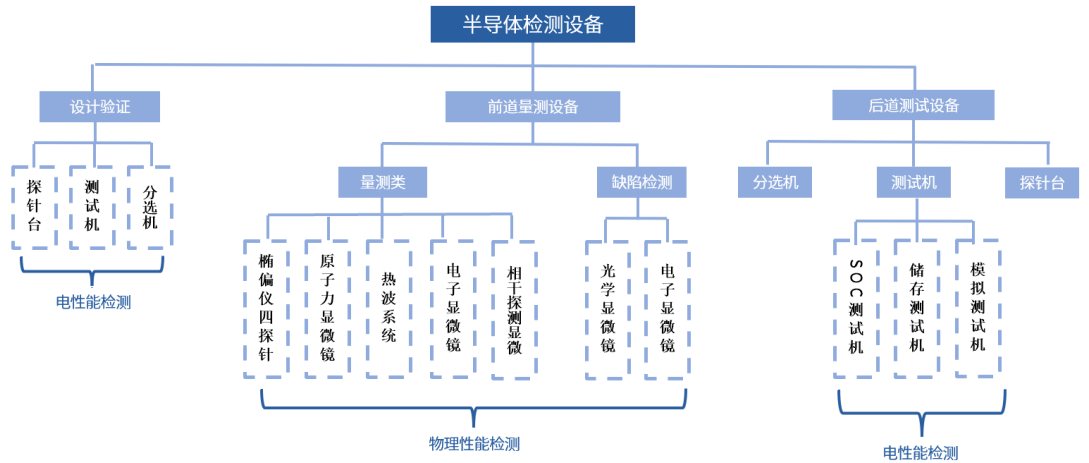 半导体检测设备
设计验证
前道量测设备
后道测试设备
量测类
缺陷检测
分选机
测试机
探针台
探针台
测试机
分选机
椭偏仪四探针
原子力显微镜
热波系统
电子显微镜
相干探测显微
光学显微镜
电子显微镜
SOC测试机
储存测试机
模拟测试机
电性能检测
物理性能检测
电性能检测